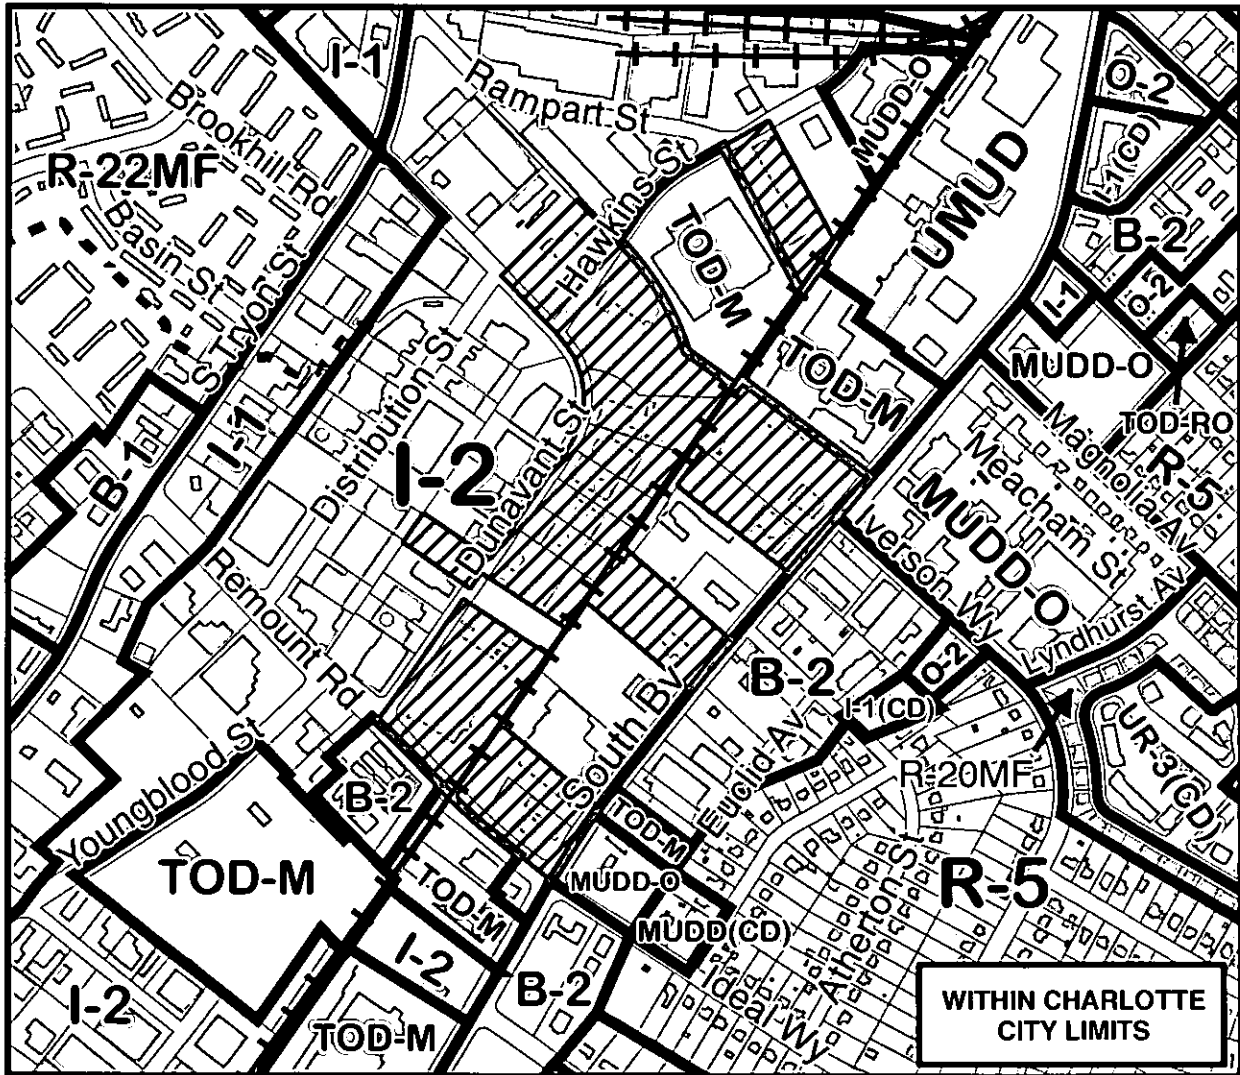 I-1
Rampart St
MUDD-O
O-2
I-1(CD)
Brookhill Rd
R-22MF
Basin St
S Tryon St
Hawkins St
TOD-M
UMUD
B-2
I-1
O-2
MUDD-O
TOD-M
TOD-RO
Magnolia Av
R-5
Meacham St
MUDD-O
Distribution St
I-1
B-1
I-2
Dunavant St
Iverson Wy
Lyndhurst Av
Remount Rd
B-2
O-2
I-1(CD)
South Bv
Euclid Av
R-20MF
UR-3(CD)
Youngblood St
B-2
TOD-M
TOD-M
TOD-M
MUDD-O
R-5
Atherton St
MUDD(CD)
I-2
B-2
Ideal Wy
I-2
TOD-M
WITHIN CHARLOTTE
CITY LIMITS